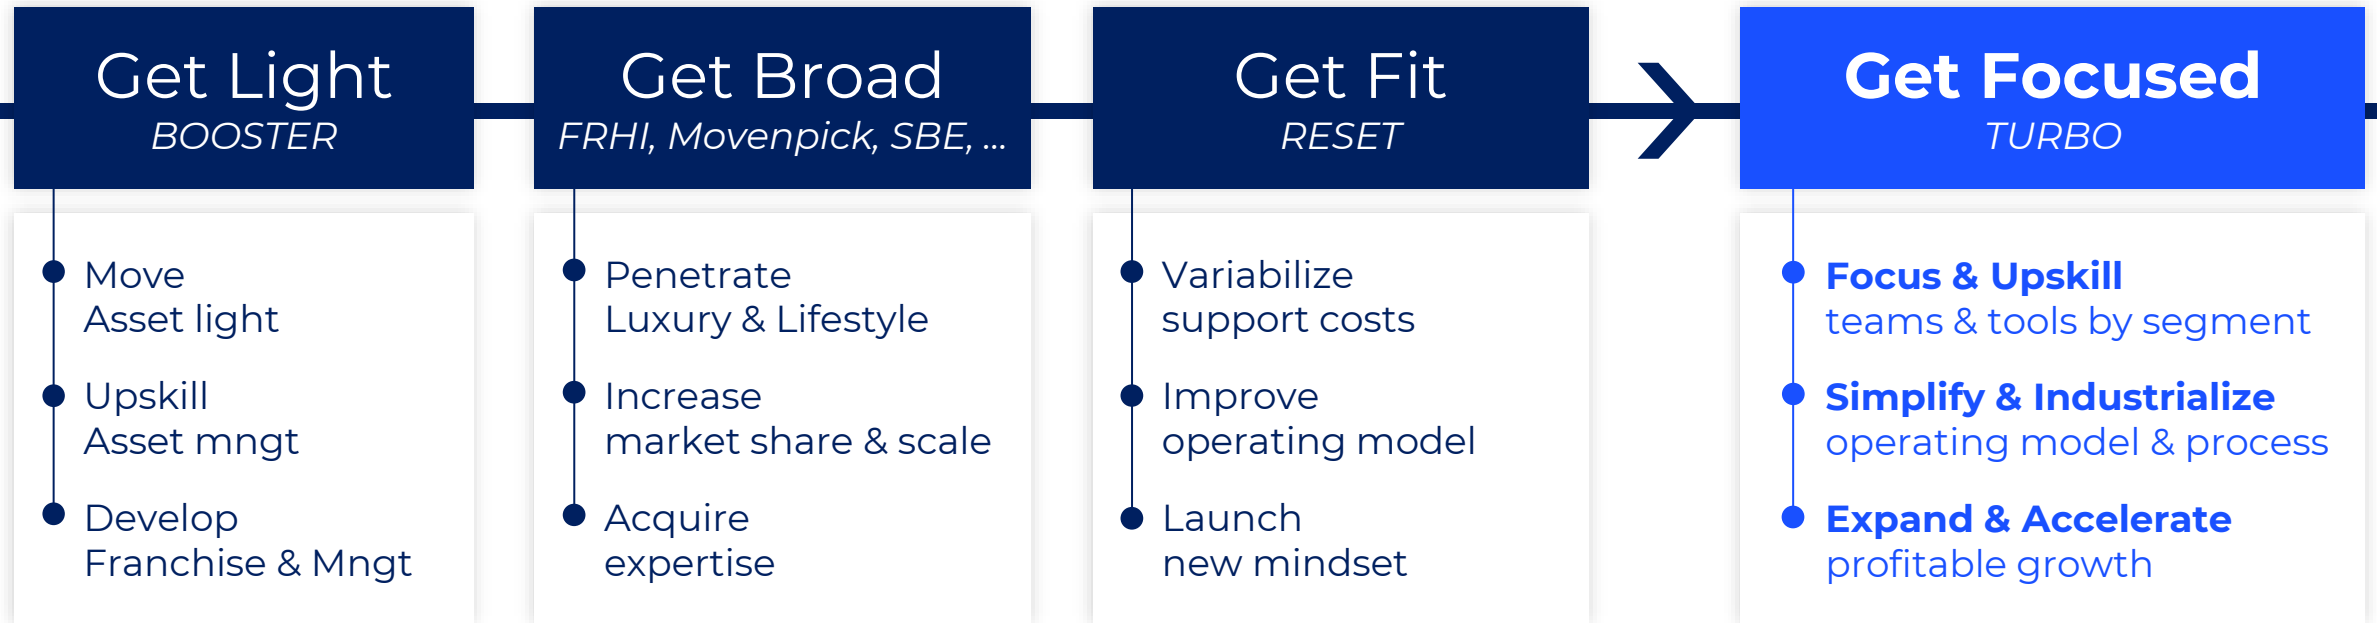 Get Light
BOOSTER
Move
Asset light
Upskill
Asset mngt
Develop
Franchise & Mngt
Get Broad
FRHI, Movenpick, SBE, ...
Penetrate
Luxury & Lifestyle
Increase
market share & scale
Acquire
expertise
Get Fit
RESET
Variabilize
support costs
Improve
operating model
Launch
new mindset
Get Focused
TURBO
Focus & Upskill
teams & tools by segment
Simplify & Industrialize
operating model & process
Expand & Accelerate
profitable growth